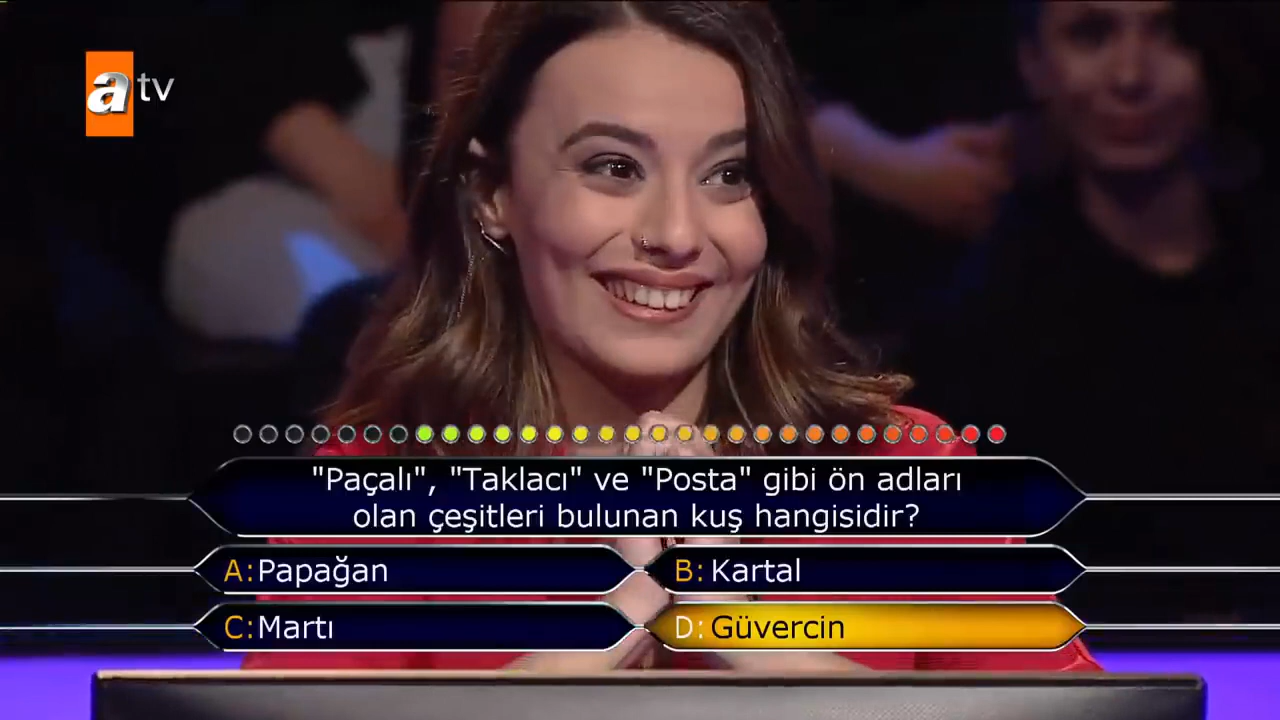 atv
"Paçalı", "Taklacı" ve "Posta" gibi ön adları
olan çeşitleri bulunan kuş hangisidir?
A: Papağan
B: Kartal
C: Martı
D: Güvercin